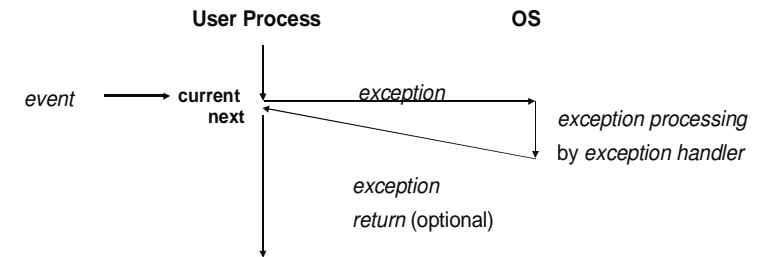 User Process OS
event current exception
next
exception processing
by exception handler
exception
return (optional)